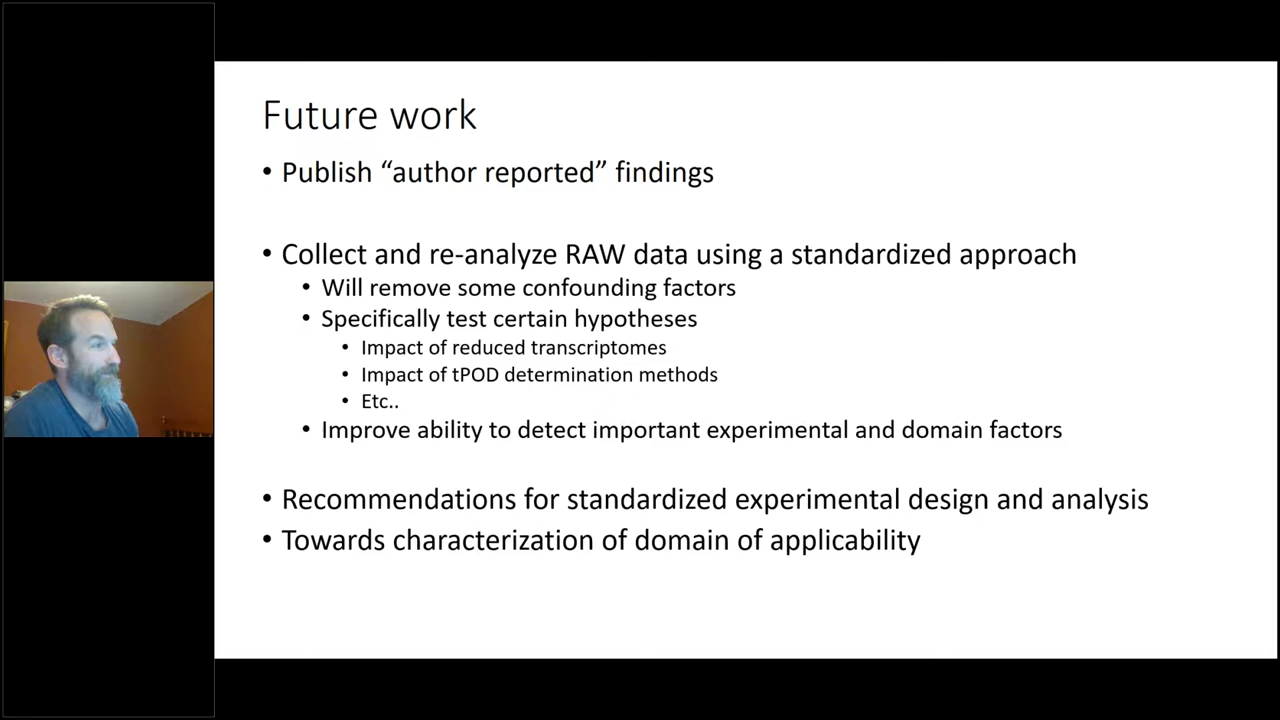 Future work
• Publish “author reported” findings
• Collect and re-analyze RAW data using a standardized approach
• Will remove some confounding factors
• Specifically test certain hypotheses
• Impact of reduced transcriptomes
• Impact of tPOD determination methods
• Etc..
• Improve ability to detect important experimental and domain factors
• Recommendations for standardized experimental design and analysis
• Towards characterization of domain of applicability